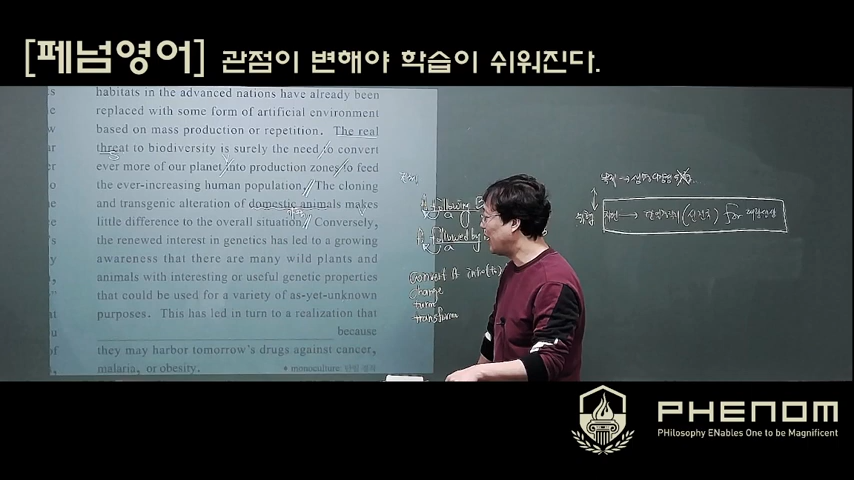 [페넘영어] 관점이 변해야 학습이 쉬워진다.
habitats in the advanced nations have already been
replaced with some form of artificial environment
based on mass production or repetition. The real
threat to biodiversity is surely the need to convert
ever more of our planet into production zones to feed
the ever-increasing human population. The cloning
and transgenic alteration of domestic animals makes
little difference to the overall situation. Conversely,
the renewed interest in genetics has led to a growing
awareness that there are many wild plants and
animals with interesting or useful genetic properties
that could be used for a variety of as-yet-unknown
purposes. This has led in turn to a realization that
because
they may harbor tomorrow's drugs against cancer,
malaria, or obesity.
* monoculture: 단일 경작
A following B
followed by
convert A into(to)
change
turn
transform
for 대량생산
PHENOM
PHilosophy ENables One to be Magnificent